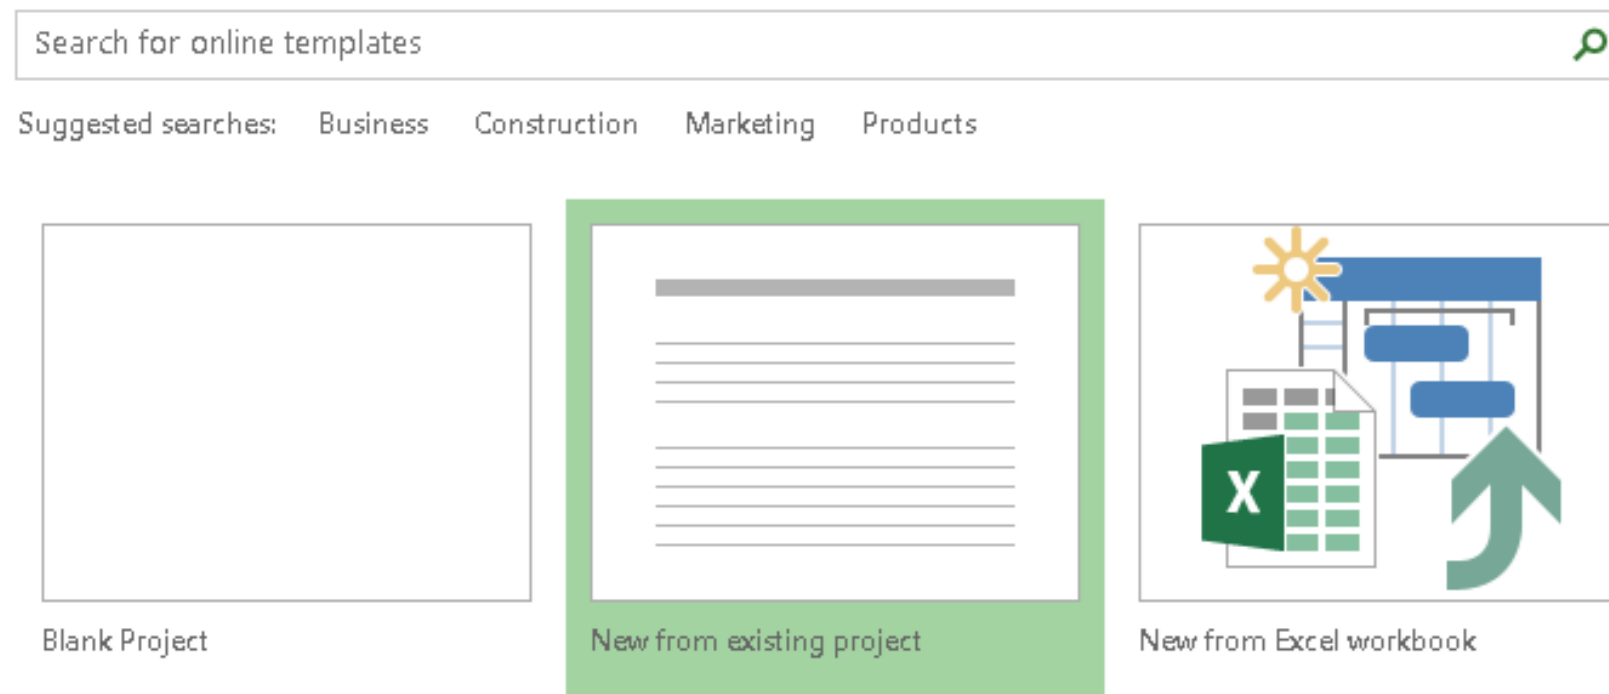 Search for online templates
Suggested searches: Business Construction Marketing Products
X
Blank Project New from existing project New from Excel workbook